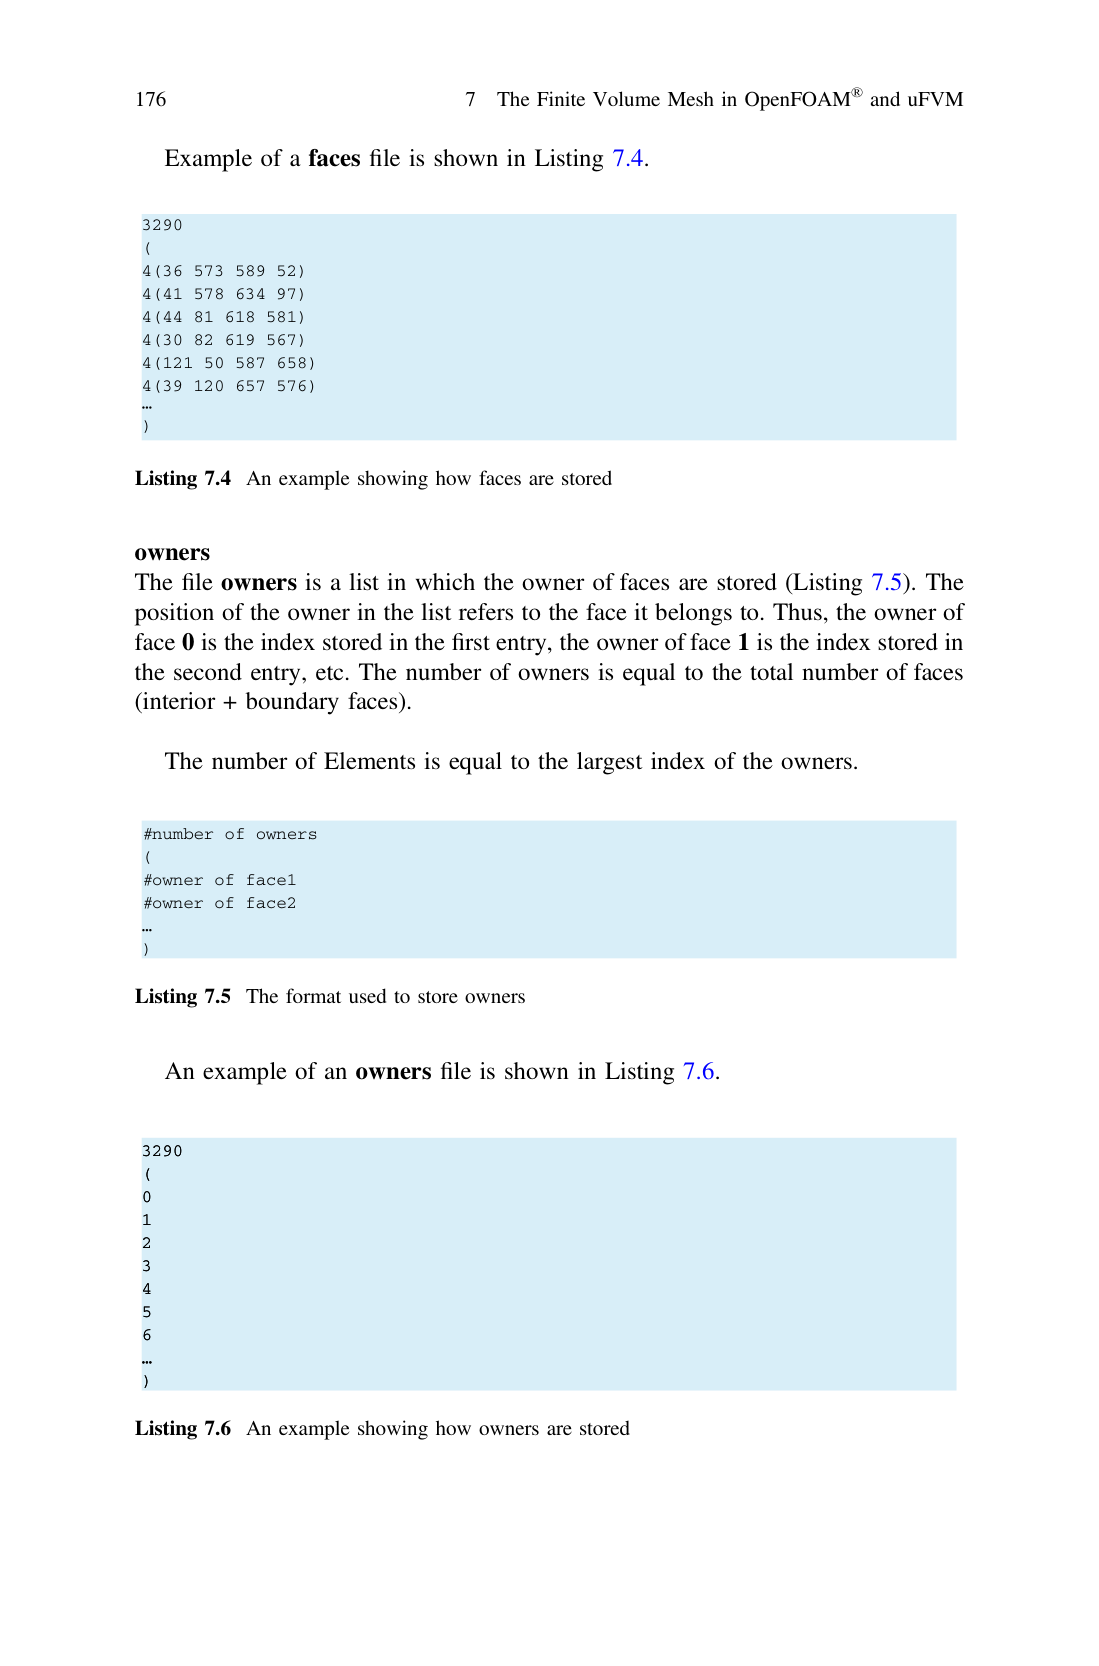 176 7 The Finite Volume Mesh in OpenFOAM® and uFVM
Example of a faces file is shown in Listing 7.4.
3290
(
4(36 573 589 52)
4(41 578 634 97)
4(44 81 618 581)
4(30 82 619 567)
4(121 50 587 658)
4(39 120 657 576)
…
)
Listing 7.4 An example showing how faces are stored
owners
The file owners is a list in which the owner of faces are stored (Listing 7.5). The
position of the owner in the list refers to the face it belongs to. Thus, the owner of
face 0 is the index stored in the first entry, the owner of face 1 is the index stored in
the second entry, etc. The number of owners is equal to the total number of faces
(interior + boundary faces).
The number of Elements is equal to the largest index of the owners.
#number of owners
(
#owner of face1
#owner of face2
…
)
Listing 7.5 The format used to store owners
An example of an owners file is shown in Listing 7.6.
3290
(
0
1
2
3
4
5
6
…
)
Listing 7.6 An example showing how owners are stored